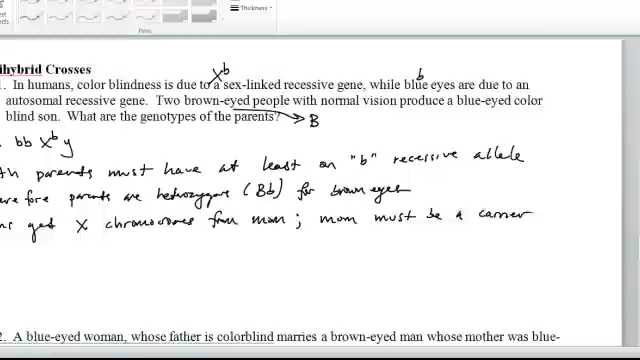 Thickness
Pens
ihybrid Crosses
X^b b
1. In humans, color blindness is due to a sex-linked recessive gene, while blue eyes are due to an
autosomal recessive gene. Two brown-eyed people with normal vision produce a blue-eyed color
blind son. What are the genotypes of the parents? → B
bb X^b y
parents must have at least an "b" recessive allele
parents are hetrozygous (Bb) for brown eyes
get X chromosomes from mom; mom must be a carrier
2. A blue-eyed woman, whose father is colorblind marries a brown-eyed man whose mother was blue-